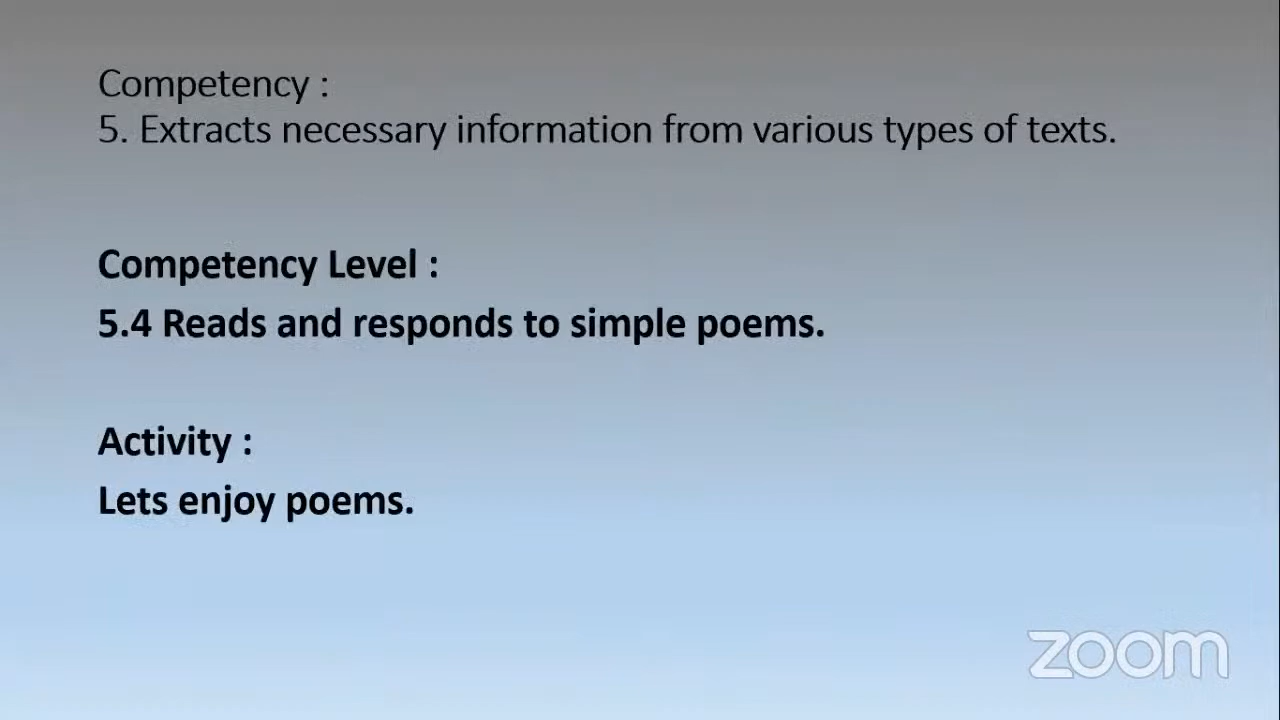 Competency :
5. Extracts necessary information from various types of texts.
Competency Level :
5.4 Reads and responds to simple poems.
Activity :
Lets enjoy poems.
zoom